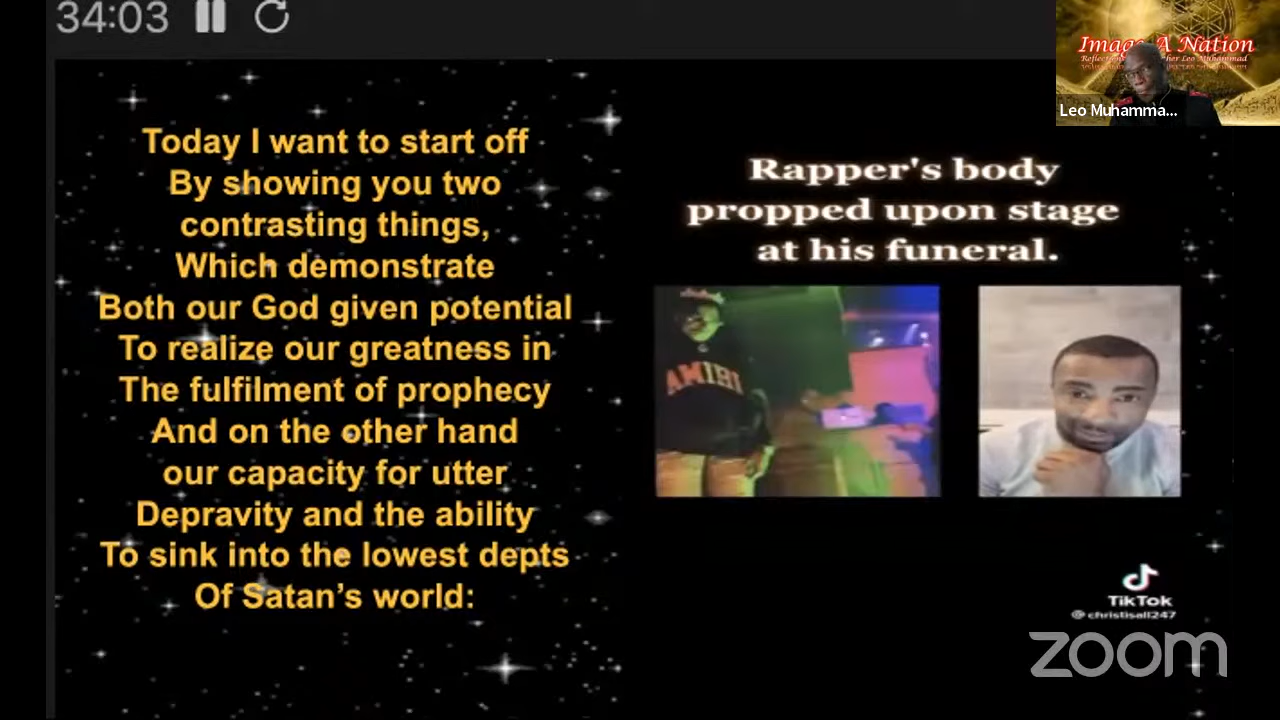 34:03
Image A Nation
Leo Muhamma...
Today I want to start off
By showing you two
contrasting things,
Which demonstrate
Both our God given potential
To realize our greatness in
The fulfilment of prophecy
And on the other hand
our capacity for utter
Depravity and the ability
To sink into the lowest depts
Of Satan's world:
Rapper's body
propped upon stage
at his funeral.
AMIRI
TikTok
@christisall247
zoom